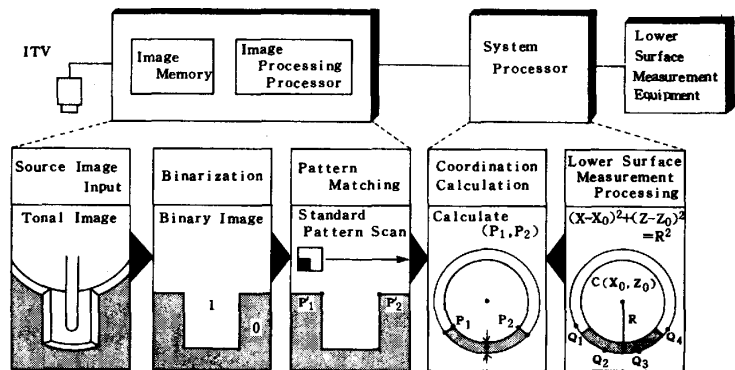 ITV
Image
Memory
Image
Processing
Processor
System
Processor
Lower
Surface
Measurement
Equipment
Source Image
Input
Tonal Image
Binarization
Binary Image
1
0
Pattern
Matching
Standard
Pattern Scan
P'1
P'2
Coordination
Calculation
Calculate
(P1,P2)
P1
P2
Lower Surface
Measurement
Processing
(X-X0)²+(Z-Z0)²
=R²
C(X0,Z0)
R
Q1
Q2
Q3
Q4